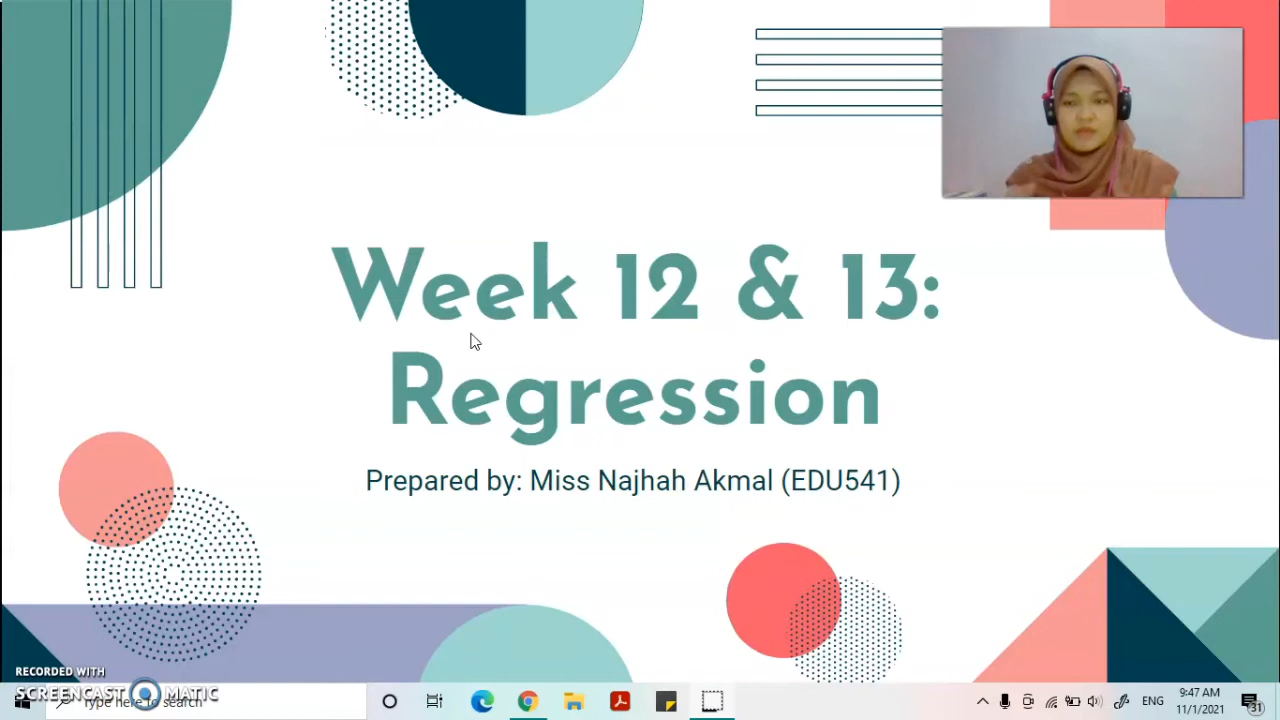 Week 12 & 13:
Regression
Prepared by: Miss Najhah Akmal (EDU541)
RECORDED WITH
SCREENCAST MATIC
Type here to search
ENG
9:47 AM
11/1/2021
31